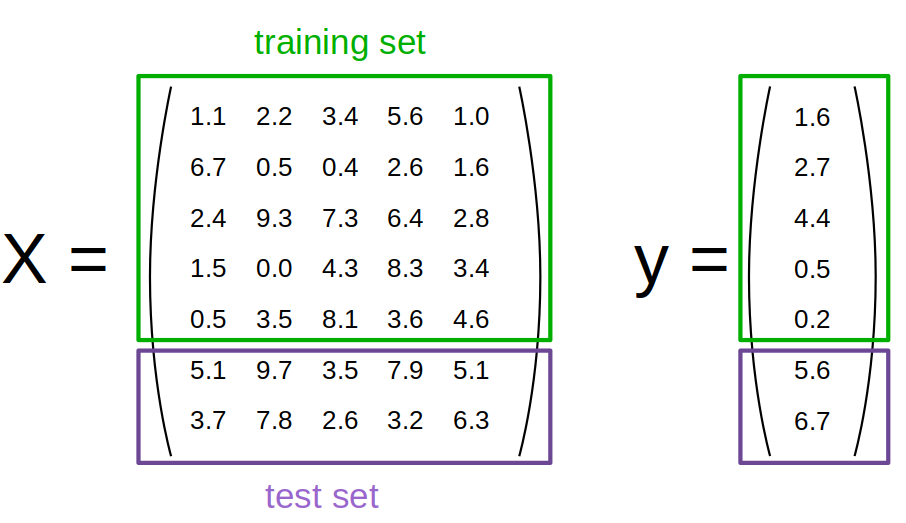 training set
X =
1.1 2.2 3.4 5.6 1.0
6.7 0.5 0.4 2.6 1.6
2.4 9.3 7.3 6.4 2.8
1.5 0.0 4.3 8.3 3.4
0.5 3.5 8.1 3.6 4.6
5.1 9.7 3.5 7.9 5.1
3.7 7.8 2.6 3.2 6.3
y =
1.6
2.7
4.4
0.5
0.2
5.6
6.7
test set